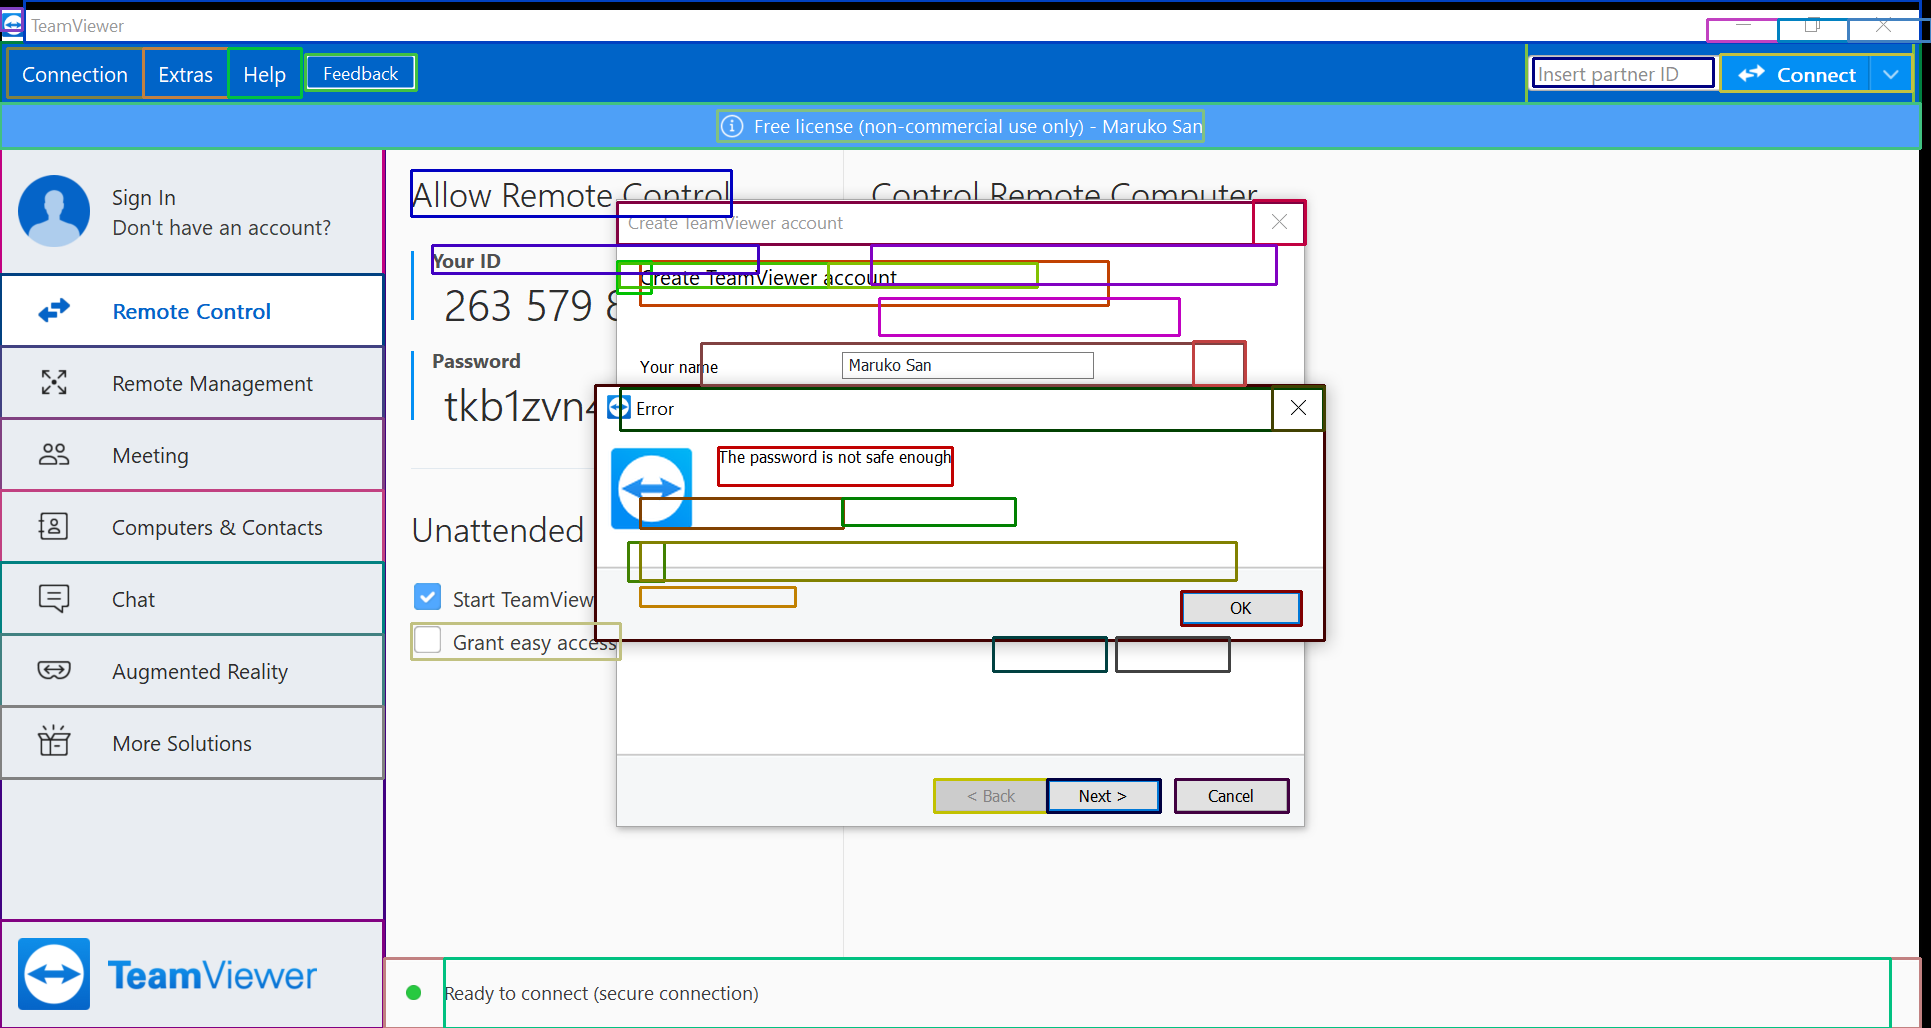 TeamViewer
Connection Extras Help Feedback
Insert partner ID Connect
Free license (non-commercial use only) - Maruko San
Sign In
Don't have an account?
Remote Control
Remote Management
Meeting
Computers & Contacts
Chat
Augmented Reality
More Solutions
TeamViewer
Allow Remote Control
Your ID
263 579
Password
tkb1zvn4
Unattended
Start TeamView
Grant easy access
Control Remote Computer
Create TeamViewer account
Create TeamViewer account
Your name Maruko San
Error
The password is not safe enough
OK
< Back Next > Cancel
Ready to connect (secure connection)